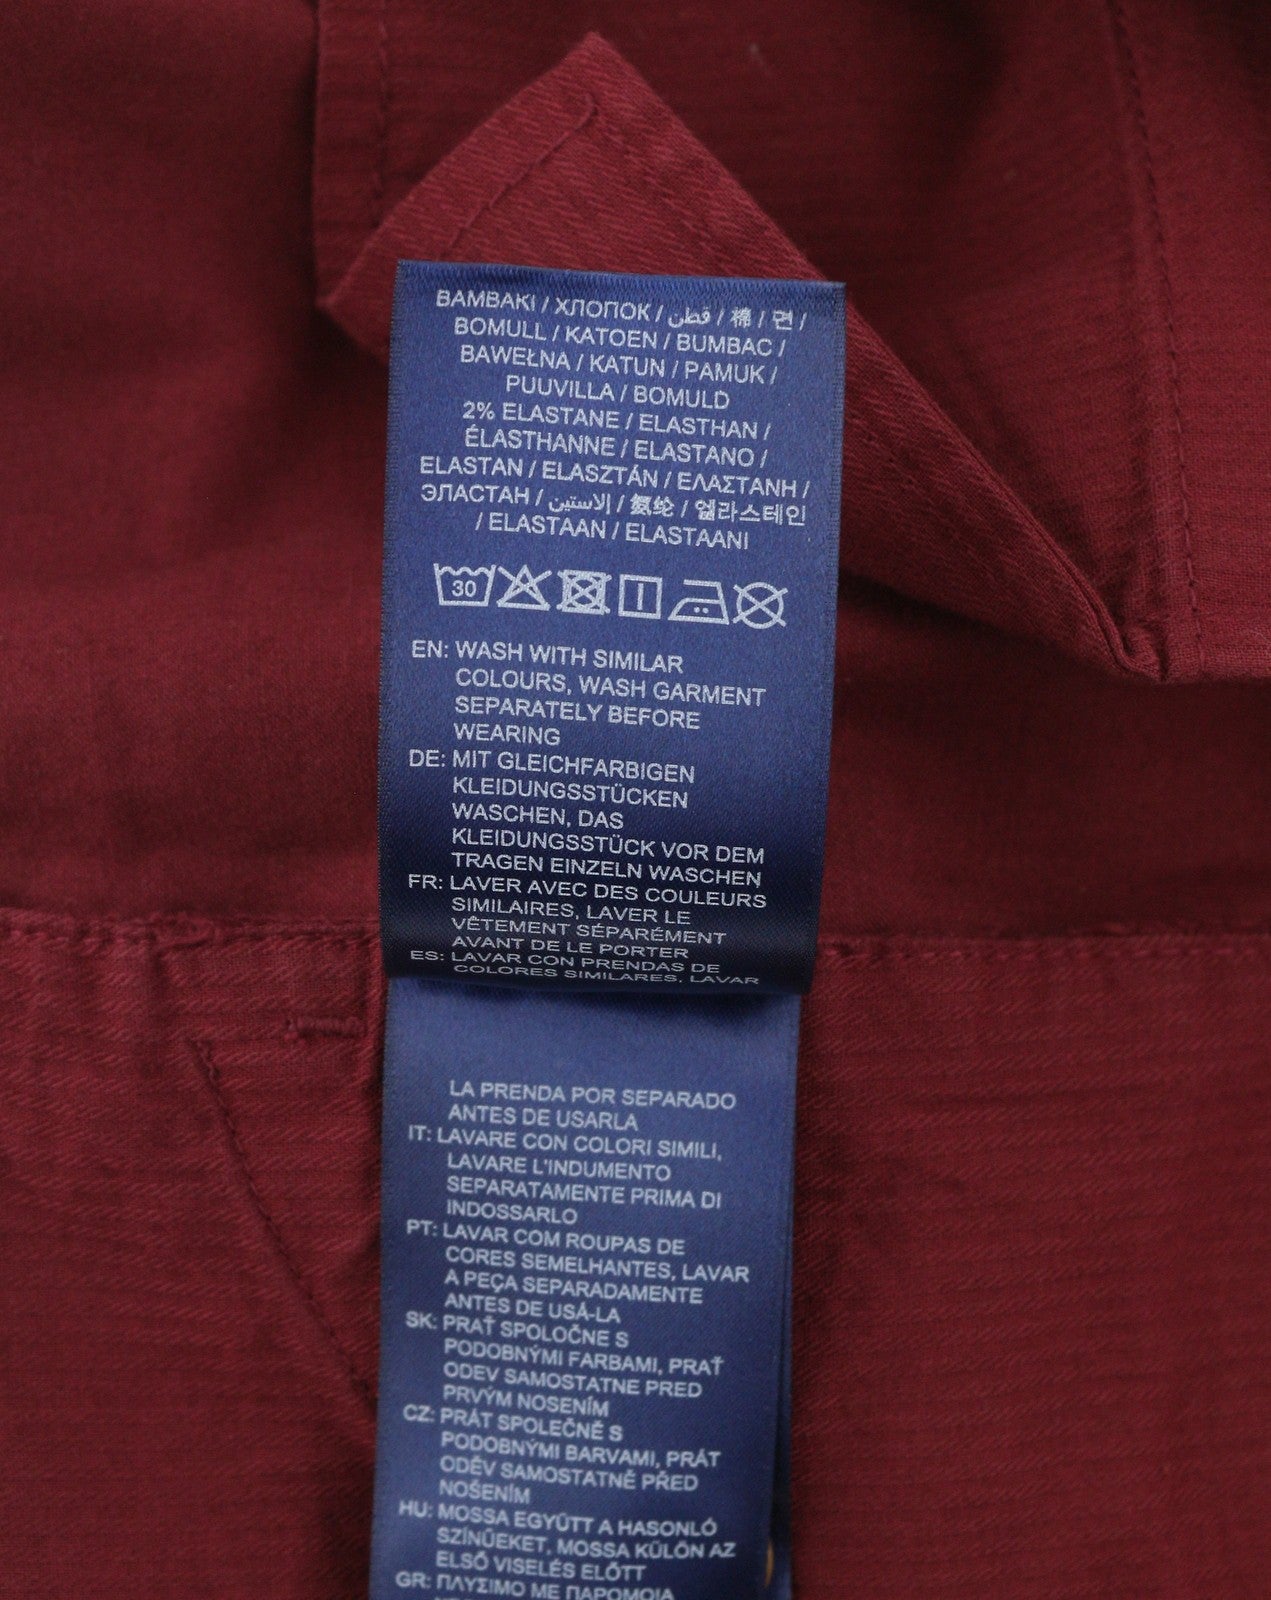 BAMBAKI / ХЛОПОК / قطن / 棉 / 면 /
BOMULL / KATOEN / BUMBAC /
BAWEŁNA / KATUN / PAMUK /
PUUVILLA / BOMULD
2% ELASTANE / ELASTHAN /
ÉLASTHANNE / ELASTANO /
ELASTAN / ELASZTÁN / ΕΛΑΣΤΑΝΗ /
ЭЛАСТАН / الاستين / 氨纶 / 엘라스테인
/ ELASTAAN / ELASTAANI
30
EN: WASH WITH SIMILAR
COLOURS, WASH GARMENT
SEPARATELY BEFORE
WEARING
DE: MIT GLEICHFARBIGEN
KLEIDUNGSSTÜCKEN
WASCHEN, DAS
KLEIDUNGSSTÜCK VOR DEM
TRAGEN EINZELN WASCHEN
FR: LAVER AVEC DES COULEURS
SIMILAIRES, LAVER LE
VÊTEMENT SÉPARÉMENT
AVANT DE LE PORTER
ES: LAVAR CON PRENDAS DE
COLORES SIMILARES, LAVAR
LA PRENDA POR SEPARADO
ANTES DE USARLA
IT: LAVARE CON COLORI SIMILI,
LAVARE L'INDUMENTO
SEPARATAMENTE PRIMA DI
INDOSSARLO
PT: LAVAR COM ROUPAS DE
CORES SEMELHANTES, LAVAR
A PEÇA SEPARADAMENTE
ANTES DE USÁ-LA
SK: PRAŤ SPOLOČNE S
PODOBNÝMI FARBAMI, PRAŤ
ODEV SAMOSTATNE PRED
PRVÝM NOSENÍM
CZ: PRÁT SPOLEČNĚ S
PODOBNÝMI BARVAMI, PRÁT
ODĚV SAMOSTATNĚ PŘED
NOŠENÍM
HU: MOSSA EGYÜTT A HASONLÓ
SZÍNŰEKET, MOSSA KÜLÖN AZ
ELSŐ VISELÉS ELŐTT
GR: ΠΛΥΣΙΜΟ ΜΕ ΠΑΡΟΜΟΙΑ